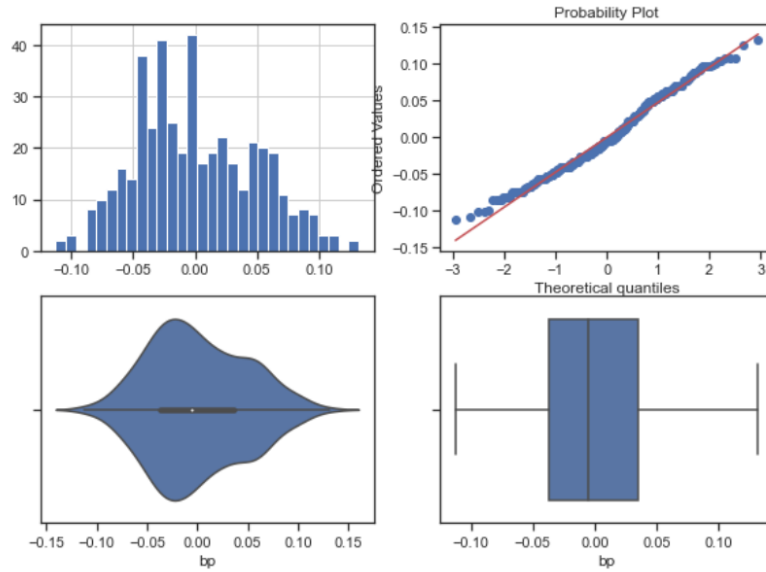 Probability Plot
40
30
20
10
0
-0.10 -0.05 0.00 0.05 0.10
Ordered Values
0.15
0.10
0.05
0.00
-0.05
-0.10
-0.15
-3 -2 -1 0 1 2 3
Theoretical quantiles
-0.15 -0.10 -0.05 0.00 0.05 0.10 0.15
bp
-0.10 -0.05 0.00 0.05 0.10
bp